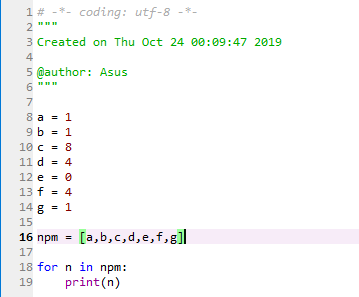 1 # -*- coding: utf-8 -*-
2 """
3 Created on Thu Oct 24 00:09:47 2019
4
5 @author: Asus
6 """
7
8 a = 1
9 b = 1
10 c = 8
11 d = 4
12 e = 0
13 f = 4
14 g = 1
15
16 npm = [a,b,c,d,e,f,g]
17
18 for n in npm:
19     print(n)